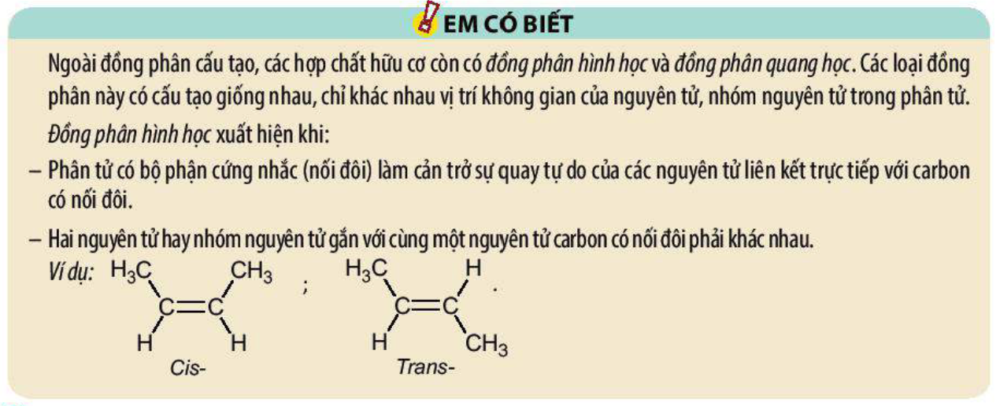 EM CÓ BIẾT
Ngoài đồng phân cấu tạo, các hợp chất hữu cơ còn có đồng phân hình học và đồng phân quang học. Các loại đồng
phân này có cấu tạo giống nhau, chỉ khác nhau vị trí không gian của nguyên tử, nhóm nguyên tử trong phân tử.
Đồng phân hình học xuất hiện khi:
– Phân tử có bộ phận cứng nhắc (nối đôi) làm cản trở sự quay tự do của các nguyên tử liên kết trực tiếp với carbon
có nối đôi.
– Hai nguyên tử hay nhóm nguyên tử gắn với cùng một nguyên tử carbon có nối đôi phải khác nhau.
Ví dụ: H₃C CH₃ ; H₃C H .
C=C C=C
H H H CH₃
Cis- Trans-